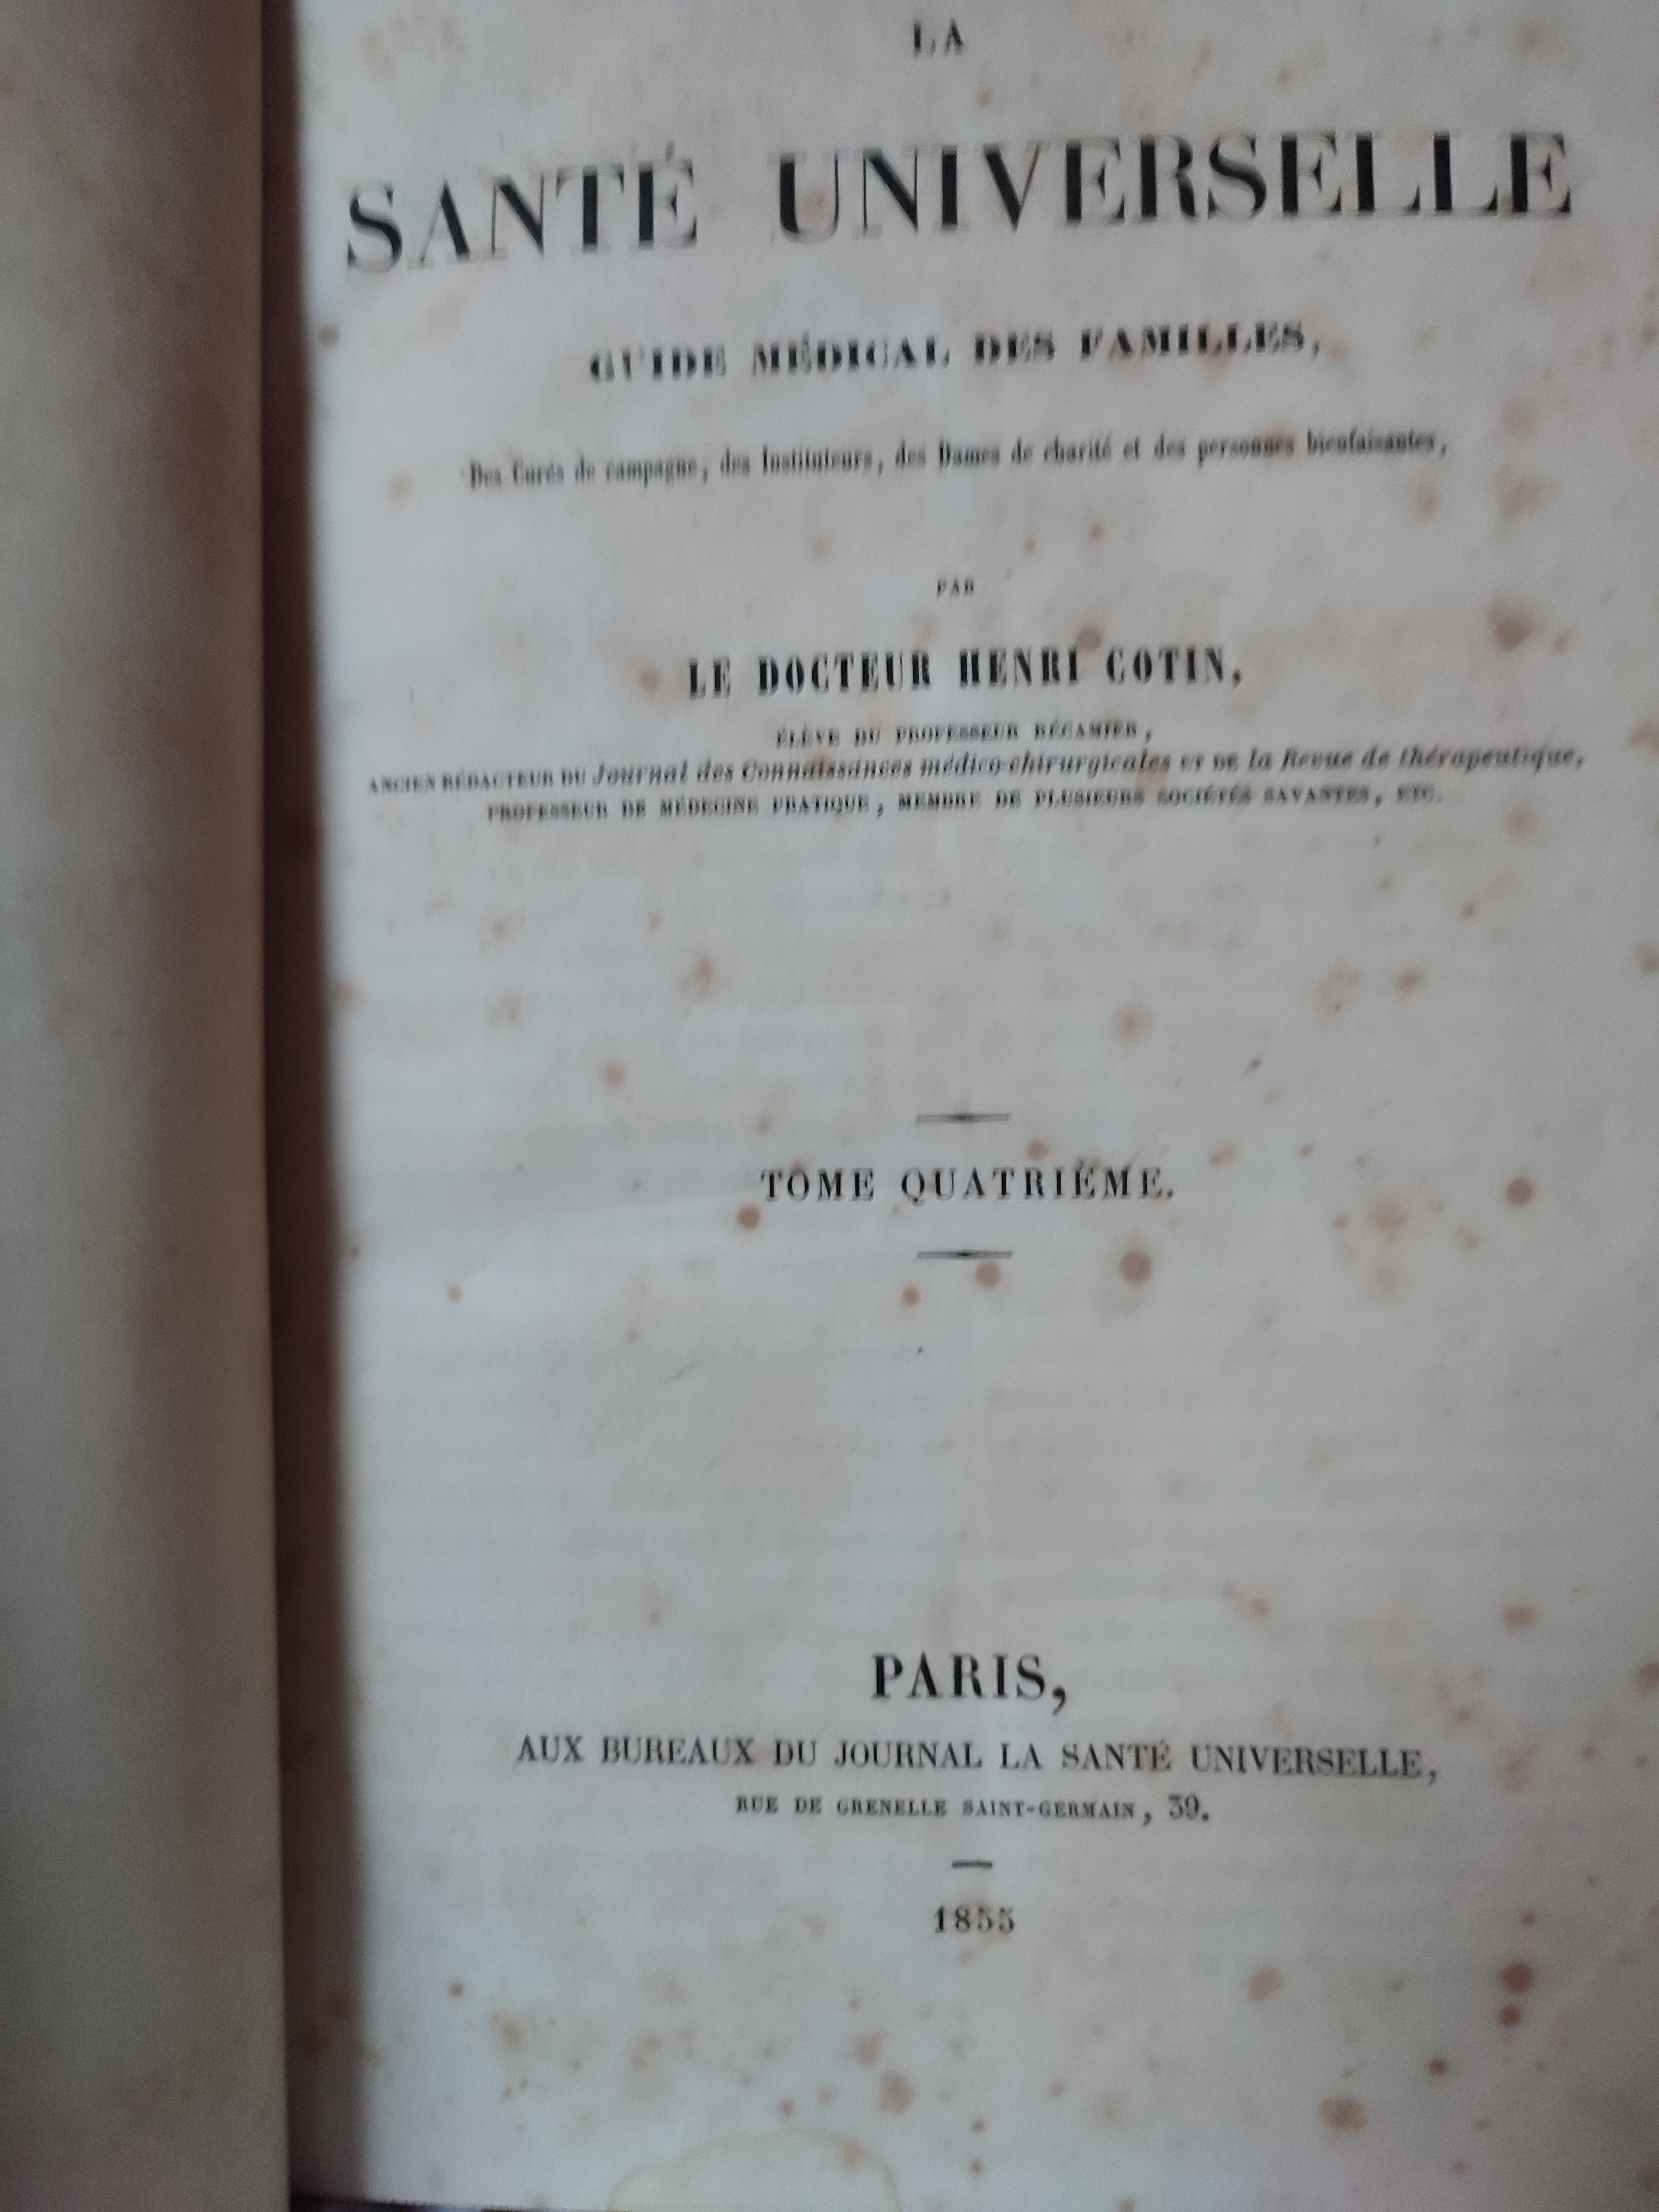 LA
SANTÉ UNIVERSELLE
GUIDE MÉDICAL DES FAMILLES,
Des Curés de campagne, des Instituteurs, des Dames de charité et des personnes bienfaisantes,
PAR
LE DOCTEUR HENRI COTIN,
ÉLÈVE DU PROFESSEUR RÉCAMIER,
ANCIEN RÉDACTEUR DU Journal des Connaissances médico-chirurgicales ET DE la Revue de thérapeutique,
PROFESSEUR DE MÉDECINE PRATIQUE, MEMBRE DE PLUSIEURS SOCIÉTÉS SAVANTES, ETC.
TOME QUATRIÈME.
PARIS,
AUX BUREAUX DU JOURNAL LA SANTÉ UNIVERSELLE,
RUE DE GRENELLE SAINT-GERMAIN, 39.
1855